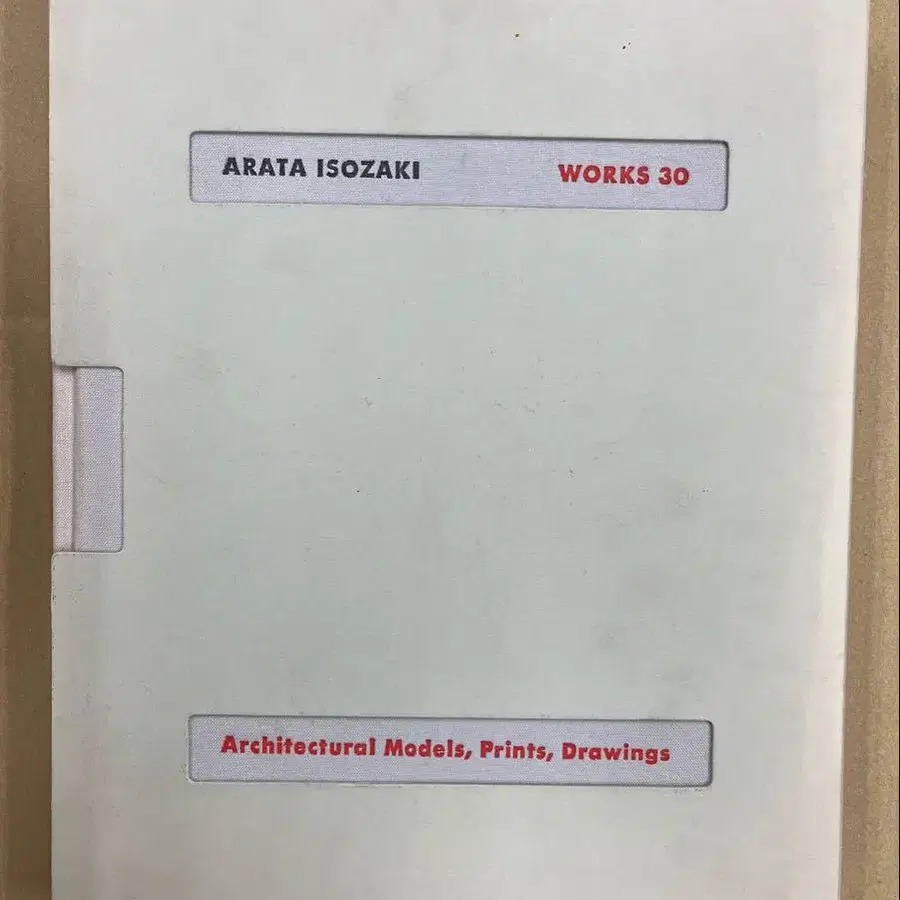 ARATA ISOZAKI WORKS 30
Architectural Models, Prints, Drawings